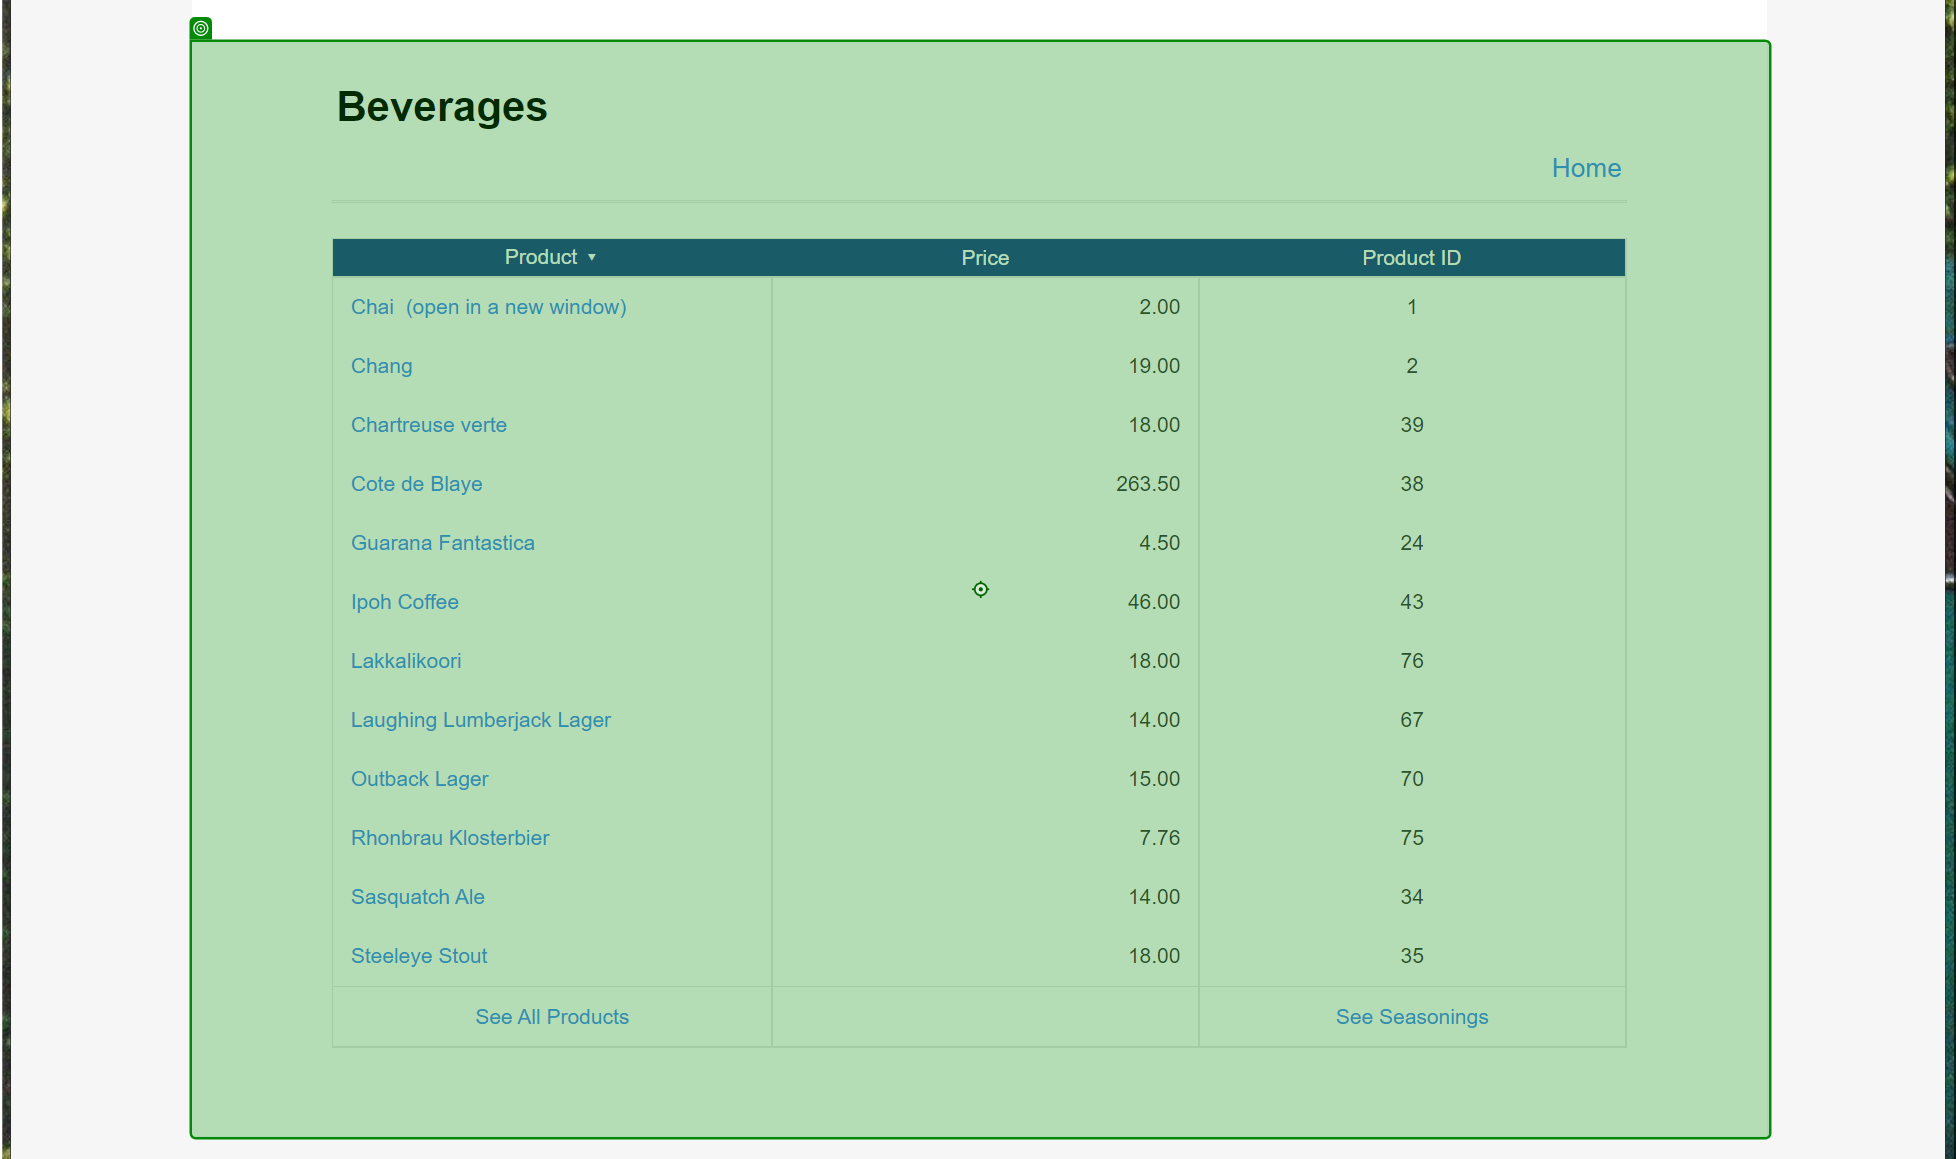 Beverages
Home
Product ▼ Price Product ID
Chai (open in a new window) 2.00 1
Chang 19.00 2
Chartreuse verte 18.00 39
Cote de Blaye 263.50 38
Guarana Fantastica 4.50 24
Ipoh Coffee 46.00 43
Lakkalikoori 18.00 76
Laughing Lumberjack Lager 14.00 67
Outback Lager 15.00 70
Rhonbrau Klosterbier 7.76 75
Sasquatch Ale 14.00 34
Steeleye Stout 18.00 35
See All Products See Seasonings